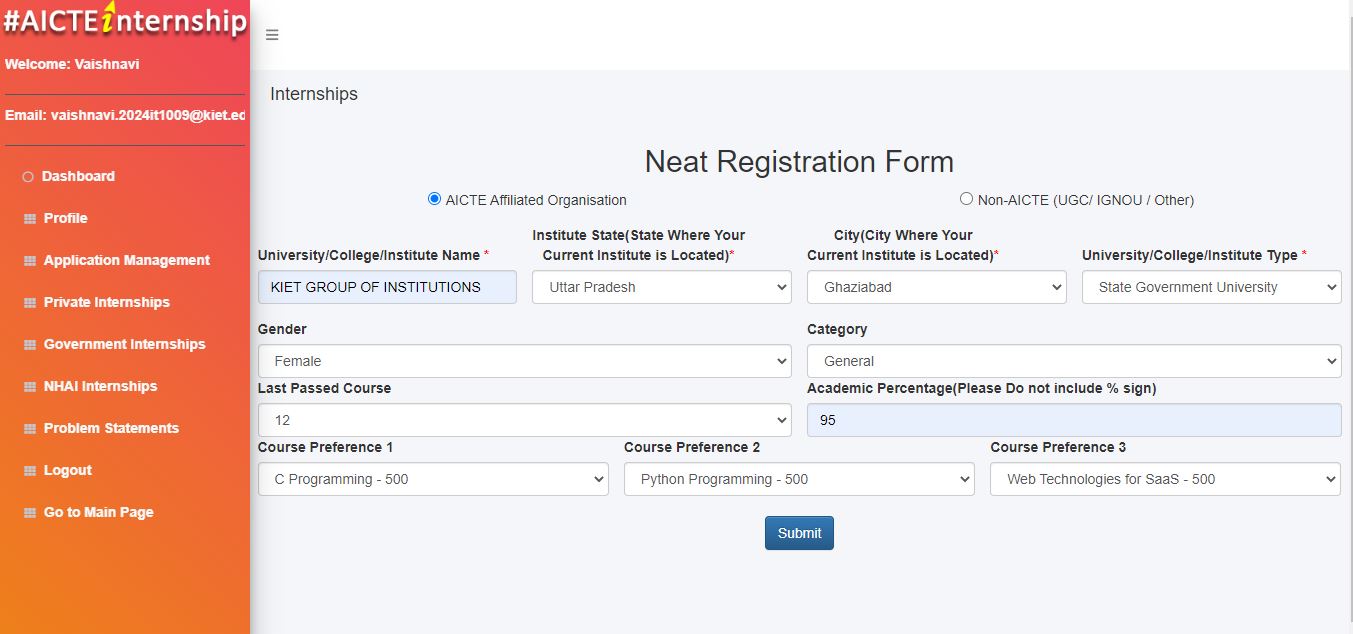 #AICTEinternship
Welcome: Vaishnavi
Email: vaishnavi.2024it1009@kiet.ed
Dashboard
Profile
Application Management
Private Internships
Government Internships
NHAI Internships
Problem Statements
Logout
Go to Main Page
Internships
Neat Registration Form
AICTE Affiliated Organisation
Non-AICTE (UGC/ IGNOU / Other)
University/College/Institute Name *
KIET GROUP OF INSTITUTIONS
Institute State(State Where Your
Current Institute is Located)*
Uttar Pradesh
City(City Where Your
Current Institute is Located)*
Ghaziabad
University/College/Institute Type *
State Government University
Gender
Female
Category
General
Last Passed Course
12
Academic Percentage(Please Do not include % sign)
95
Course Preference 1
C Programming - 500
Course Preference 2
Python Programming - 500
Course Preference 3
Web Technologies for SaaS - 500
Submit